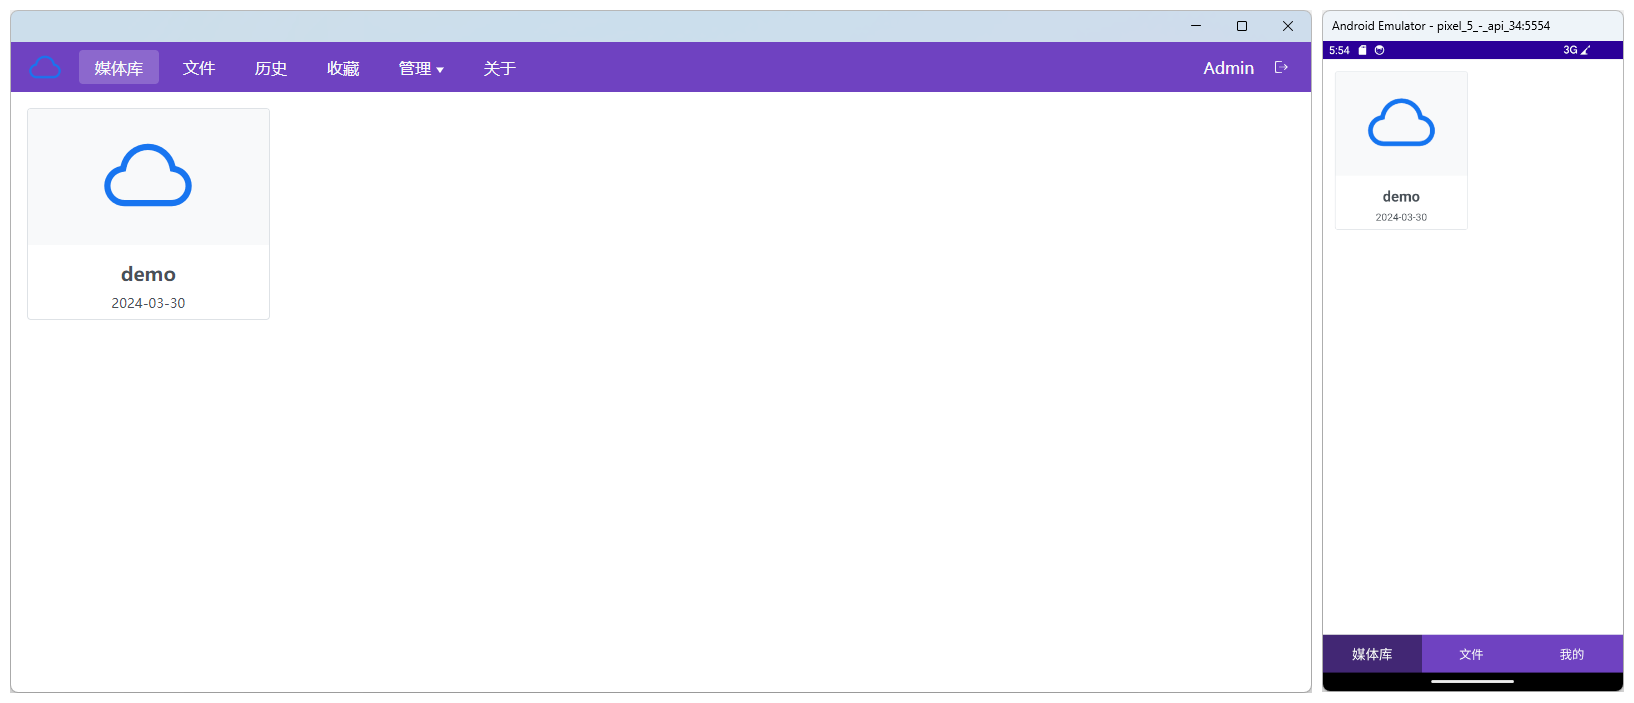 媒体库 文件 历史 收藏 管理 关于 Admin
demo
2024-03-30
Android Emulator - pixel_5_-_api_34:5554
5:54 3G
demo
2024-03-30
媒体库 文件 我的